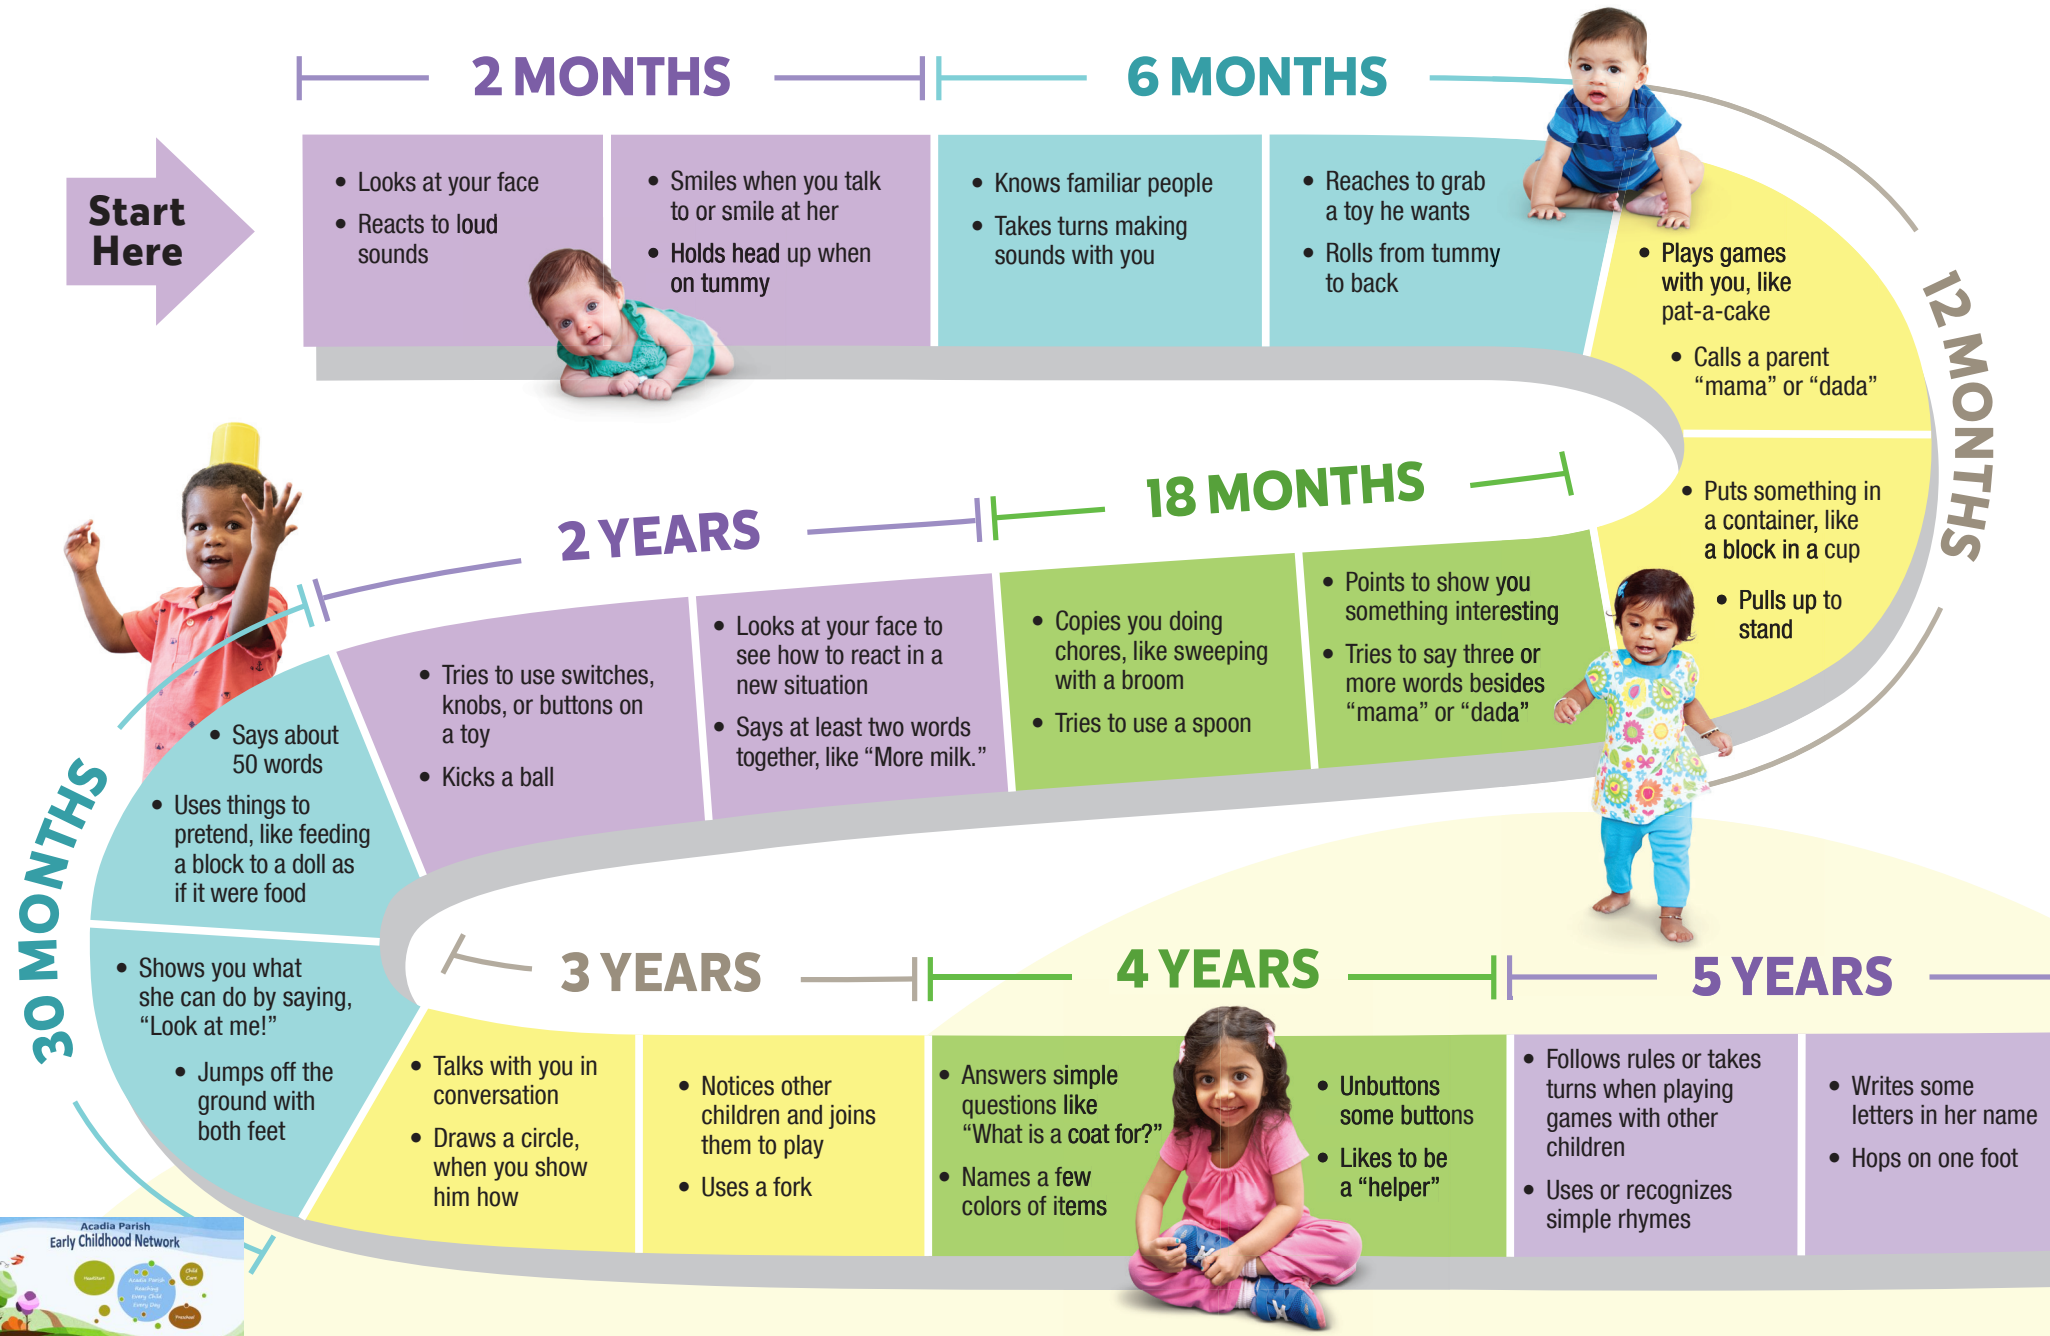 2 MONTHS
6 MONTHS
Start
Here
• Looks at your face
• Reacts to loud
sounds
• Smiles when you talk
to or smile at her
• Holds head up when
on tummy
• Knows familiar people
• Takes turns making
sounds with you
• Reaches to grab
a toy he wants
• Rolls from tummy
to back
12 MONTHS
• Plays games
with you, like
pat-a-cake
• Calls a parent
“mama” or “dada”
• Puts something in
a container, like
a block in a cup
• Pulls up to
stand
18 MONTHS
• Points to show you
something interesting
• Tries to say three or
more words besides
“mama” or “dada”
• Copies you doing
chores, like sweeping
with a broom
• Tries to use a spoon
2 YEARS
• Looks at your face to
see how to react in a
new situation
• Says at least two words
together, like “More milk.”
• Tries to use switches,
knobs, or buttons on
a toy
• Kicks a ball
30 MONTHS
• Says about
50 words
• Uses things to
pretend, like feeding
a block to a doll as
if it were food
• Shows you what
she can do by saying,
“Look at me!”
• Jumps off the
ground with
both feet
3 YEARS
• Talks with you in
conversation
• Draws a circle,
when you show
him how
• Notices other
children and joins
them to play
• Uses a fork
4 YEARS
• Answers simple
questions like
“What is a coat for?”
• Names a few
colors of items
• Unbuttons
some buttons
• Likes to be
a “helper”
5 YEARS
• Follows rules or takes
turns when playing
games with other
children
• Uses or recognizes
simple rhymes
• Writes some
letters in her name
• Hops on one foot
Acadia Parish
Early Childhood Network
Acadia Parish
Reaching
Every Child
Every Day
Child
Care
Preschool